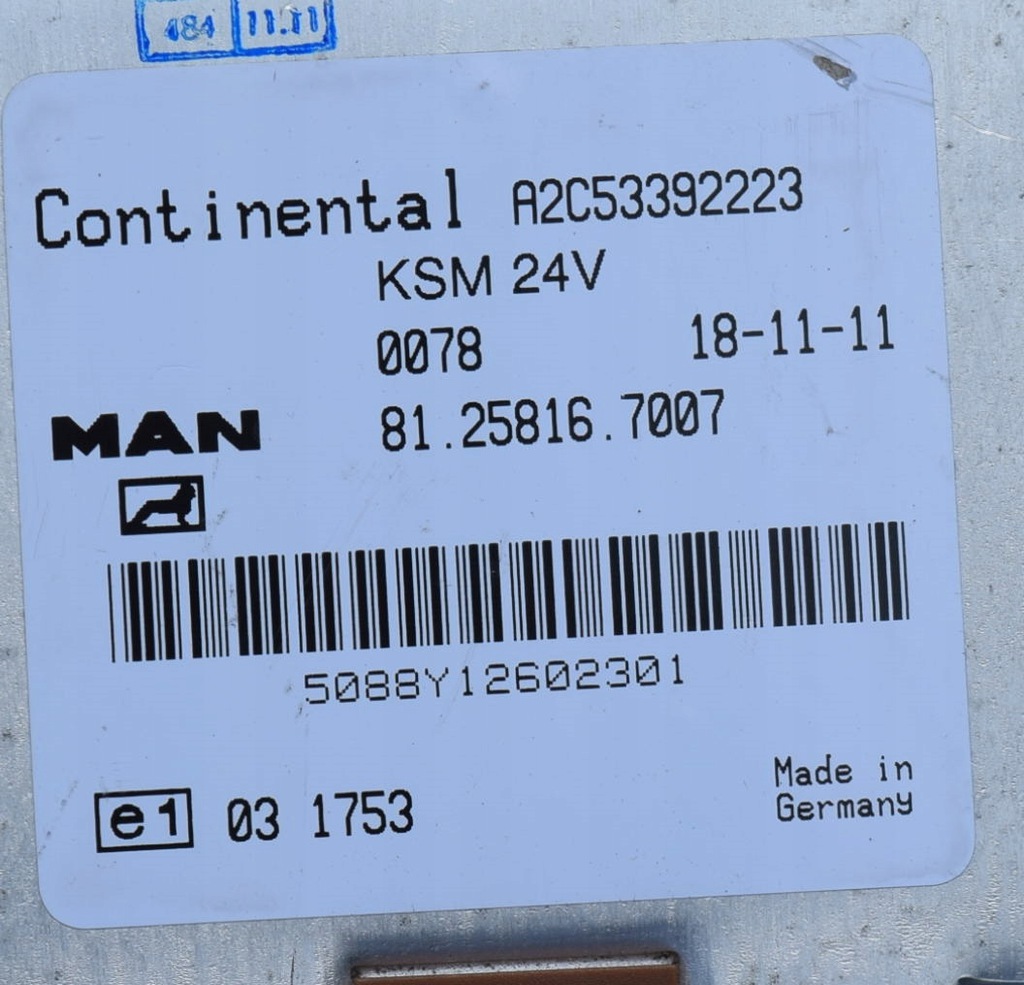 484 11.11
Continental A2C53392223
KSM 24V
0078 18-11-11
MAN 81.25816.7007
5088Y12602301
e1 03 1753
Made in
Germany